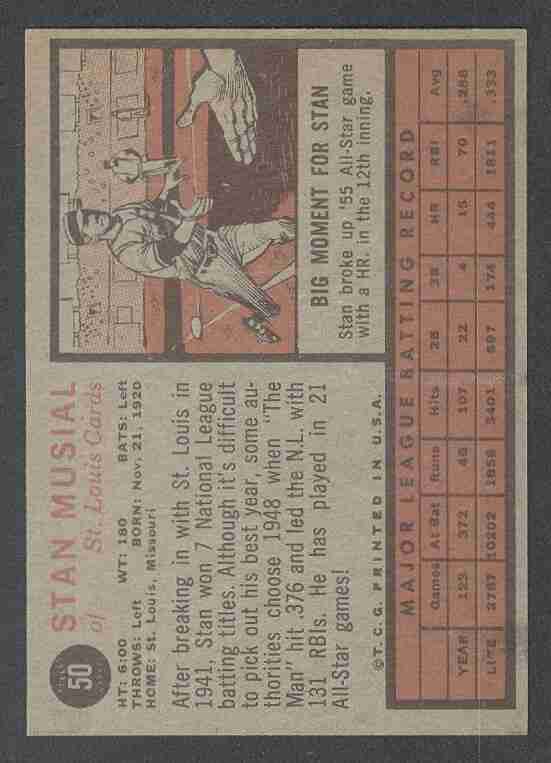 50
STAN MUSIAL
of St. Louis Cards
HT: 6:00 WT: 180 BATS: Left
THROWS: Left BORN: Nov. 21, 1920
HOME: St. Louis, Missouri
After breaking in with St. Louis in
1941, Stan won 7 National League
batting titles. Although it's difficult
to pick out his best year, some au-
thorities choose 1948 when "The
Man" hit .376 and led the N.L. with
131 RBIs. He has played in 21
All-Star games!
©T.C.G. PRINTED IN U.S.A.
BIG MOMENT FOR STAN
Stan broke up '55 All-Star game
with a HR. in the 12th inning.
MAJOR LEAGUE BATTING RECORD
Games At Bat Runs Hits 2B 3B HR RBI Avg
YEAR 123 372 46 107 22 4 15 70 .288
LIFE 2787 10202 1858 3401 697 174 444 1811 .333